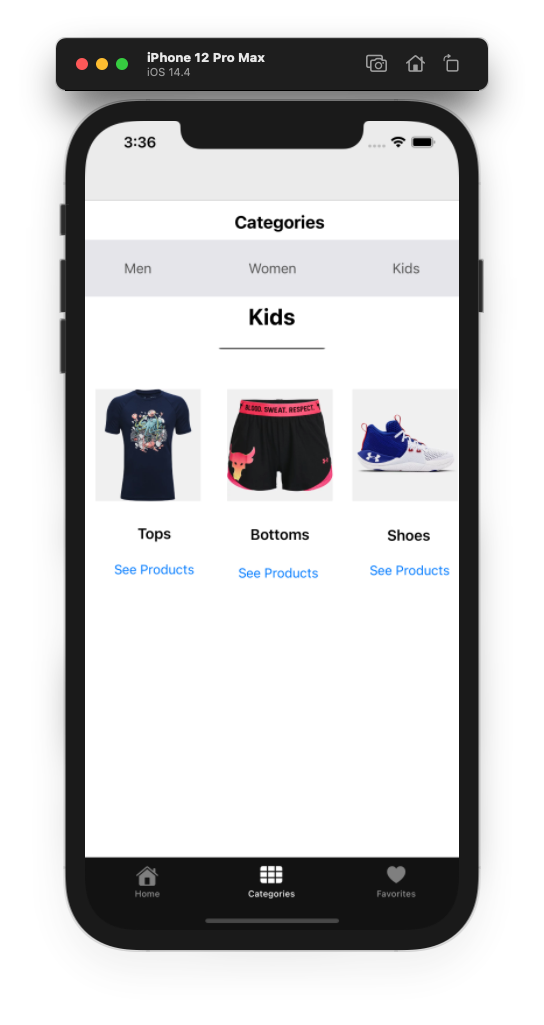 iPhone 12 Pro Max
iOS 14.4
3:36
Categories
Men Women Kids
Kids
BLOOD. SWEAT. RESPECT.
Tops Bottoms Shoes
See Products See Products See Products
Home Categories Favorites